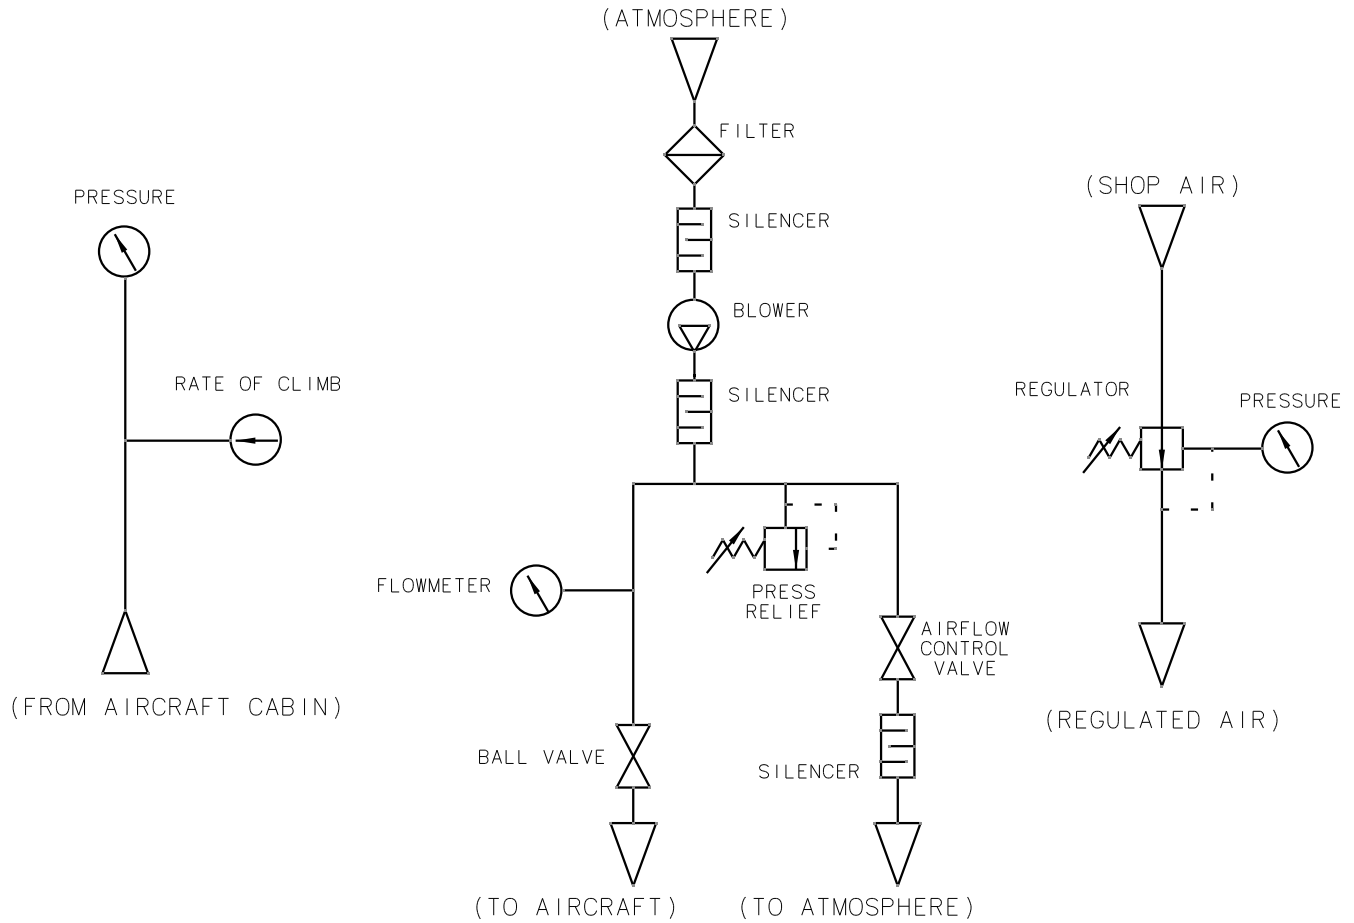 (ATMOSPHERE)
FILTER
(SHOP AIR)
PRESSURE
SILENCER
BLOWER
RATE OF CLIMB
REGULATOR
SILENCER
PRESSURE
FLOWMETER
PRESS
RELIEF
AIRFLOW
CONTROL
VALVE
(FROM AIRCRAFT CABIN)
(REGULATED AIR)
BALL VALVE
SILENCER
(TO AIRCRAFT)
(TO ATMOSPHERE)